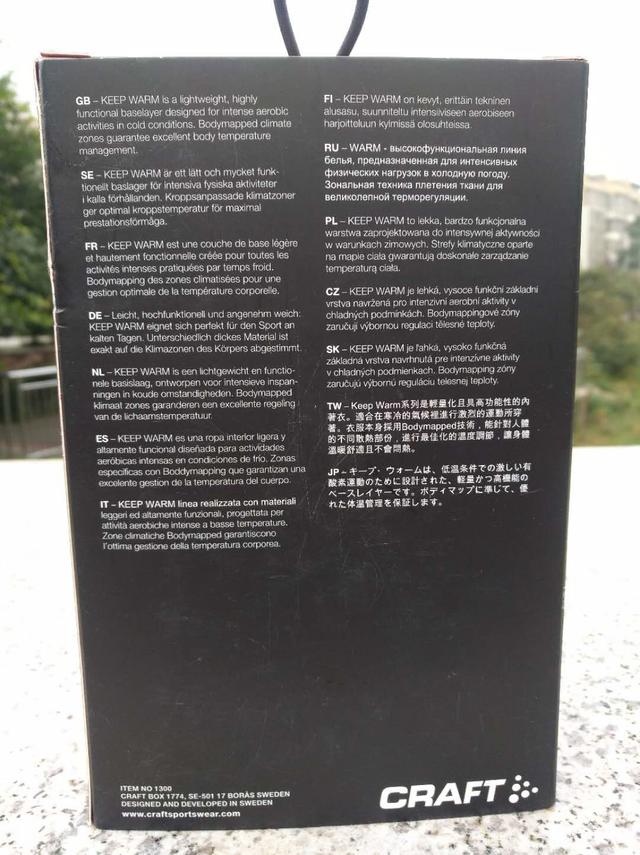 GB – KEEP WARM is a lightweight, highly
functional baselayer designed for intense aerobic
activities in cold conditions. Bodymapped climate
zones guarantee excellent body temperature
management.
SE – KEEP WARM är ett lätt och mycket funk-
tionellt baslager för intensiva fysiska aktiviteter
i kalla förhållanden. Kroppsanpassade klimatzoner
ger optimal kroppstemperatur för maximal
prestationsförmåga.
FR – KEEP WARM est une couche de base légère
et hautement fonctionnelle créée pour toutes les
activités intenses pratiquées par temps froid.
Bodymapping des zones climatisées pour une
gestion optimale de la température corporelle.
DE – Leicht, hochfunktionell und angenehm weich:
KEEP WARM eignet sich perfekt für den Sport an
kalten Tagen. Unterschiedlich dickes Material ist
exakt auf die Klimazonen des Körpers abgestimmt.
NL – KEEP WARM is een lichtgewicht en functio-
nele basislaag, ontworpen voor intensieve inspan-
ningen in koude omstandigheden. Bodymapped
klimaat zones garanderen een excellente regeling
van de lichaamstemperatuur.
ES – KEEP WARM es una ropa interior ligera y
altamente funcional diseñada para actividades
aeróbicas intensas en condiciones de frio. Zonas
especificas con Boddymapping que garantizan una
excelente gestion de la temperatura del cuerpo.
IT – KEEP WARM linea realizzata con materiali
leggeri ed altamente funzionali, progettata per
attività aerobiche intense a basse temperature.
Zone climatiche Bodymapped garantiscono
l'ottima gestione della temperatura corporea.
FI – KEEP WARM on kevyt, erittäin tekninen
alusasu, suunniteltu intensiiviseen aerobiseen
harjoitteluun kylmissä olosuhteissa.
RU – WARM - высокофункциональная линия
белья, предназначенная для интенсивных
физических нагрузок в холодную погоду.
Зональная техника плетения ткани для
великолепной терморегуляции.
PL – KEEP WARM to lekka, bardzo funkcjonalna
warstwa zaprojektowana do intensywnej aktywności
w warunkach zimowych. Strefy klimatyczne oparte
na mapie ciała gwarantują doskonałe zarządzanie
temperaturą ciała.
CZ – KEEP WARM je lehká, vysoce funkční základní
vrstva navržená pro intenzivní aerobní aktivity v
chladných podmínkách. Bodymappingové zóny
zaručují výbornou regulaci tělesné teploty.
SK – KEEP WARM je ľahká, vysoko funkčná
základná vrstva navrhnutá pre intenzívne aktivity
v chladných podmienkach. Bodymapping zóny
zaručujú výbornú reguláciu telesnej teploty.
TW – Keep Warm系列是輕量化且具高功能性的內
著衣。適合在寒冷的氣候裡進行激烈的運動所穿
著。衣服本身採用Bodymapped技術，能針對人體
的不同散熱部份，進行最佳化的溫度調節，讓身體
溫暖舒適且不會悶熱。
JP – キープ・ウォームは、低温条件での激しい有
酸素運動のために設計された、軽量かつ高機能の
ベースレイヤーです。ボディマップに準じて、優
れた体温管理を保証します。
ITEM NO 1300
CRAFT BOX 1774, SE-501 17 BORÅS SWEDEN
DESIGNED AND DEVELOPED IN SWEDEN
www.craftsportswear.com
CRAFT